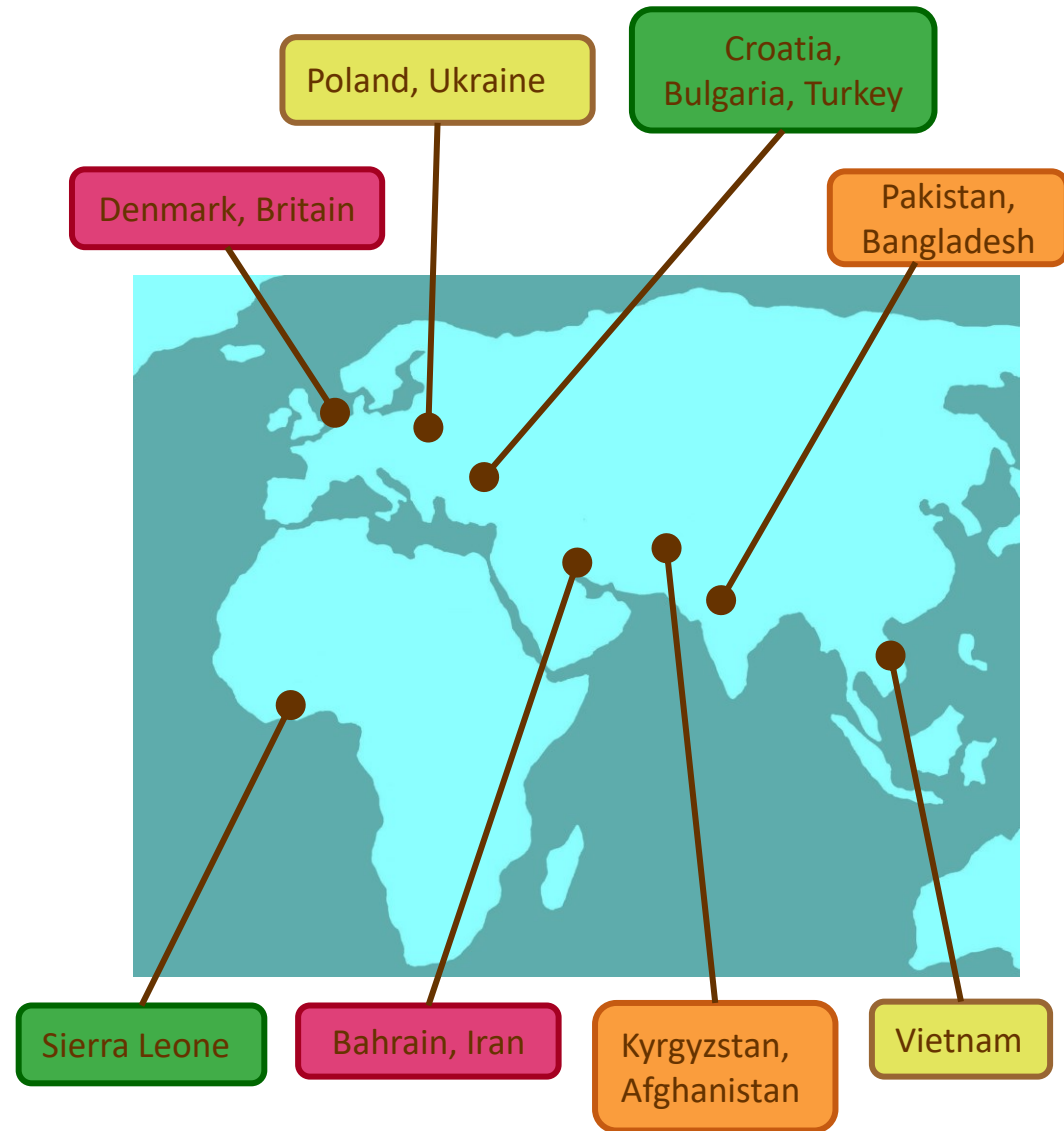 Croatia,
Bulgaria, Turkey
Poland, Ukraine
Denmark, Britain
Pakistan,
Bangladesh
Sierra Leone
Bahrain, Iran
Kyrgyzstan,
Afghanistan
Vietnam